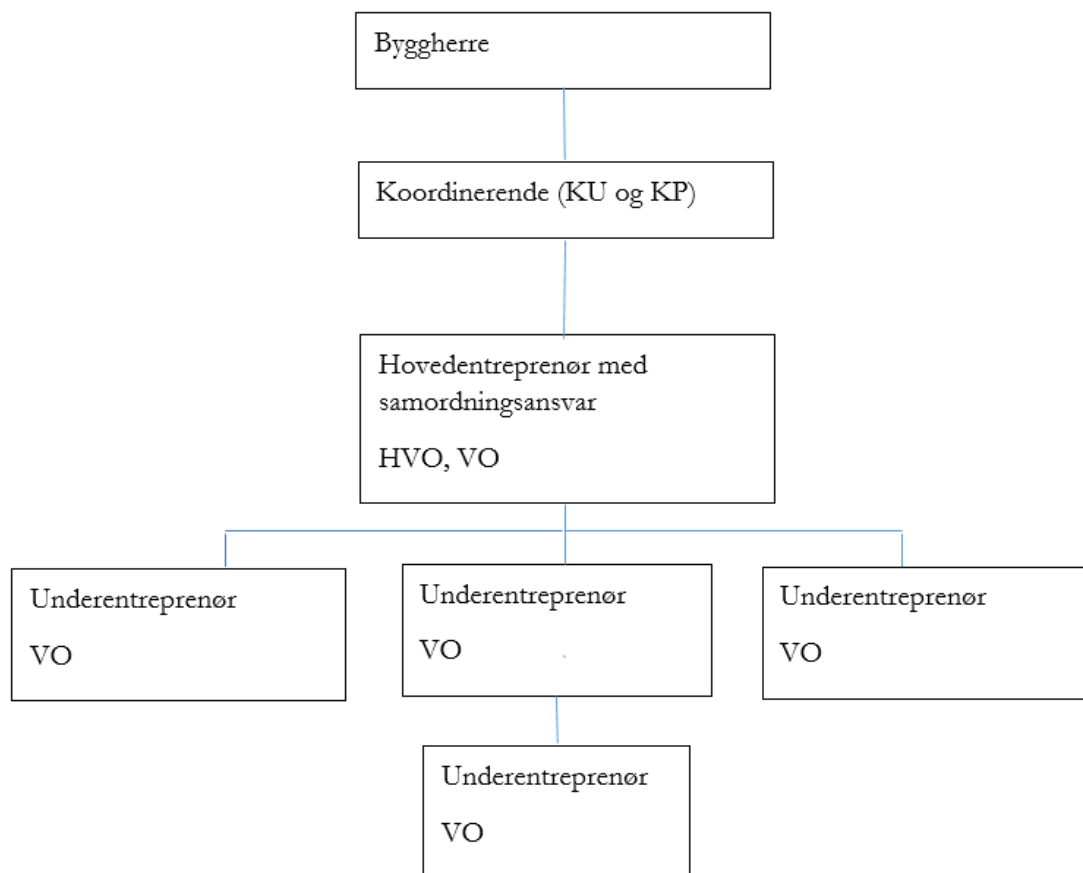 Byggherre
Koordinerende (KU og KP)
Hovedentreprenør med
samordningsansvar
HVO, VO
Underentreprenør
VO
Underentreprenør
VO
Underentreprenør
VO
Underentreprenør
VO